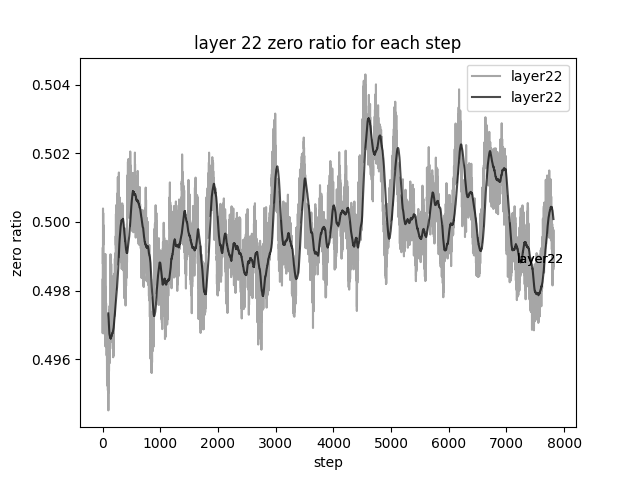 layer 22 zero ratio for each step
layer22
layer22
0.504
0.502
0.500
0.498
0.496
zero ratio
layer22
0
1000
2000
3000
4000
5000
6000
7000
8000
step